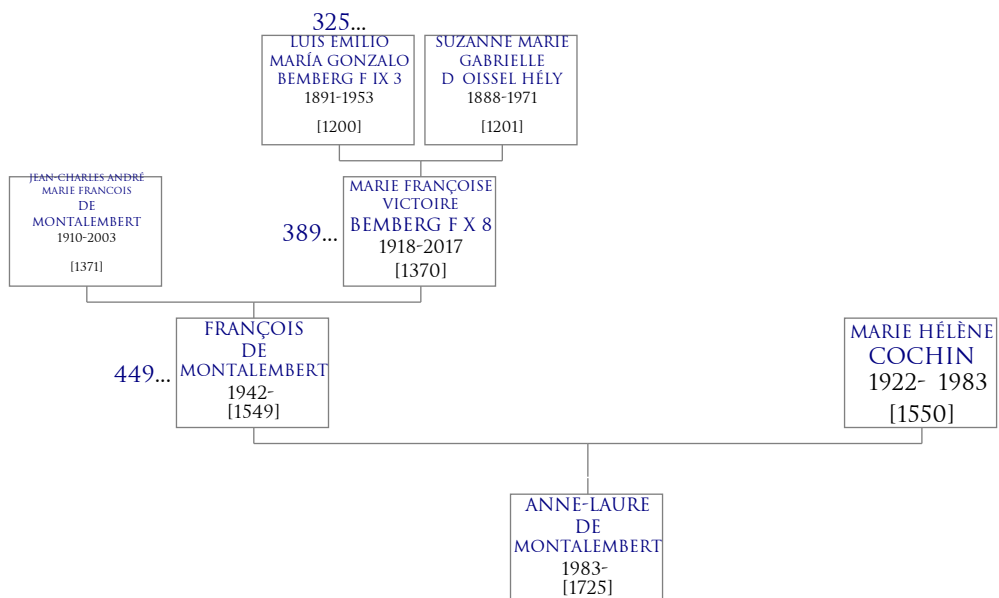 325...
LUIS EMILIO
MARÍA GONZALO
BEMBERG F IX 3
1891-1953
[1200]
SUZANNE MARIE
GABRIELLE
D OISSEL HÉLY
1888-1971
[1201]
JEAN-CHARLES ANDRÉ
MARIE FRANCOIS
DE
MONTALEMBERT
1910-2003
[1371]
389...
MARIE FRANÇOISE
VICTOIRE
BEMBERG F X 8
1918-2017
[1370]
449...
FRANÇOIS
DE
MONTALEMBERT
1942-
[1549]
MARIE HÉLÈNE
COCHIN
1922- 1983
[1550]
ANNE-LAURE
DE
MONTALEMBERT
1983-
[1725]